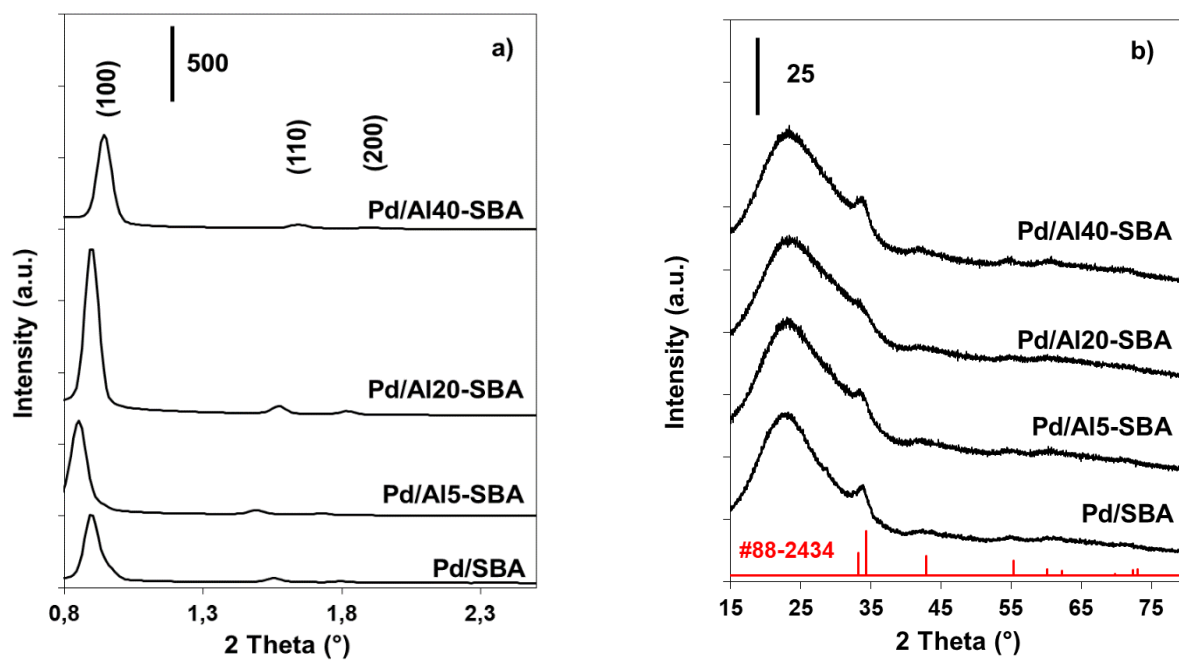 a)
500
(100)
(110)
(200)
Pd/Al40-SBA
Pd/Al20-SBA
Pd/Al5-SBA
Pd/SBA
Intensity (a.u.)
0,8 1,3 1,8 2,3
2 Theta (°)
b)
25
Pd/Al40-SBA
Pd/Al20-SBA
Pd/Al5-SBA
Pd/SBA
#88-2434
Intensity (a.u.)
15 25 35 45 55 65 75
2 Theta (°)